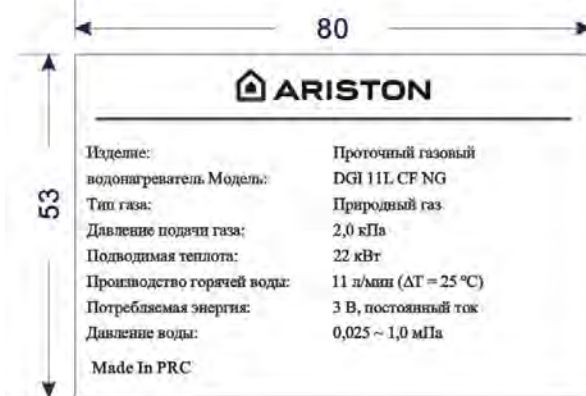 80
ARISTON
53
Изделие: Проточный газовый
водонагреватель Модель: DGI 11L CF NG
Тип газа: Природный газ
Давление подачи газа: 2,0 кПа
Подводимая теплота: 22 кВт
Производство горячей воды: 11 л/мин (ΔT = 25 °C)
Потребляемая энергия: 3 В, постоянный ток
Давление воды: 0,025 ~ 1,0 мПа
Made In PRC